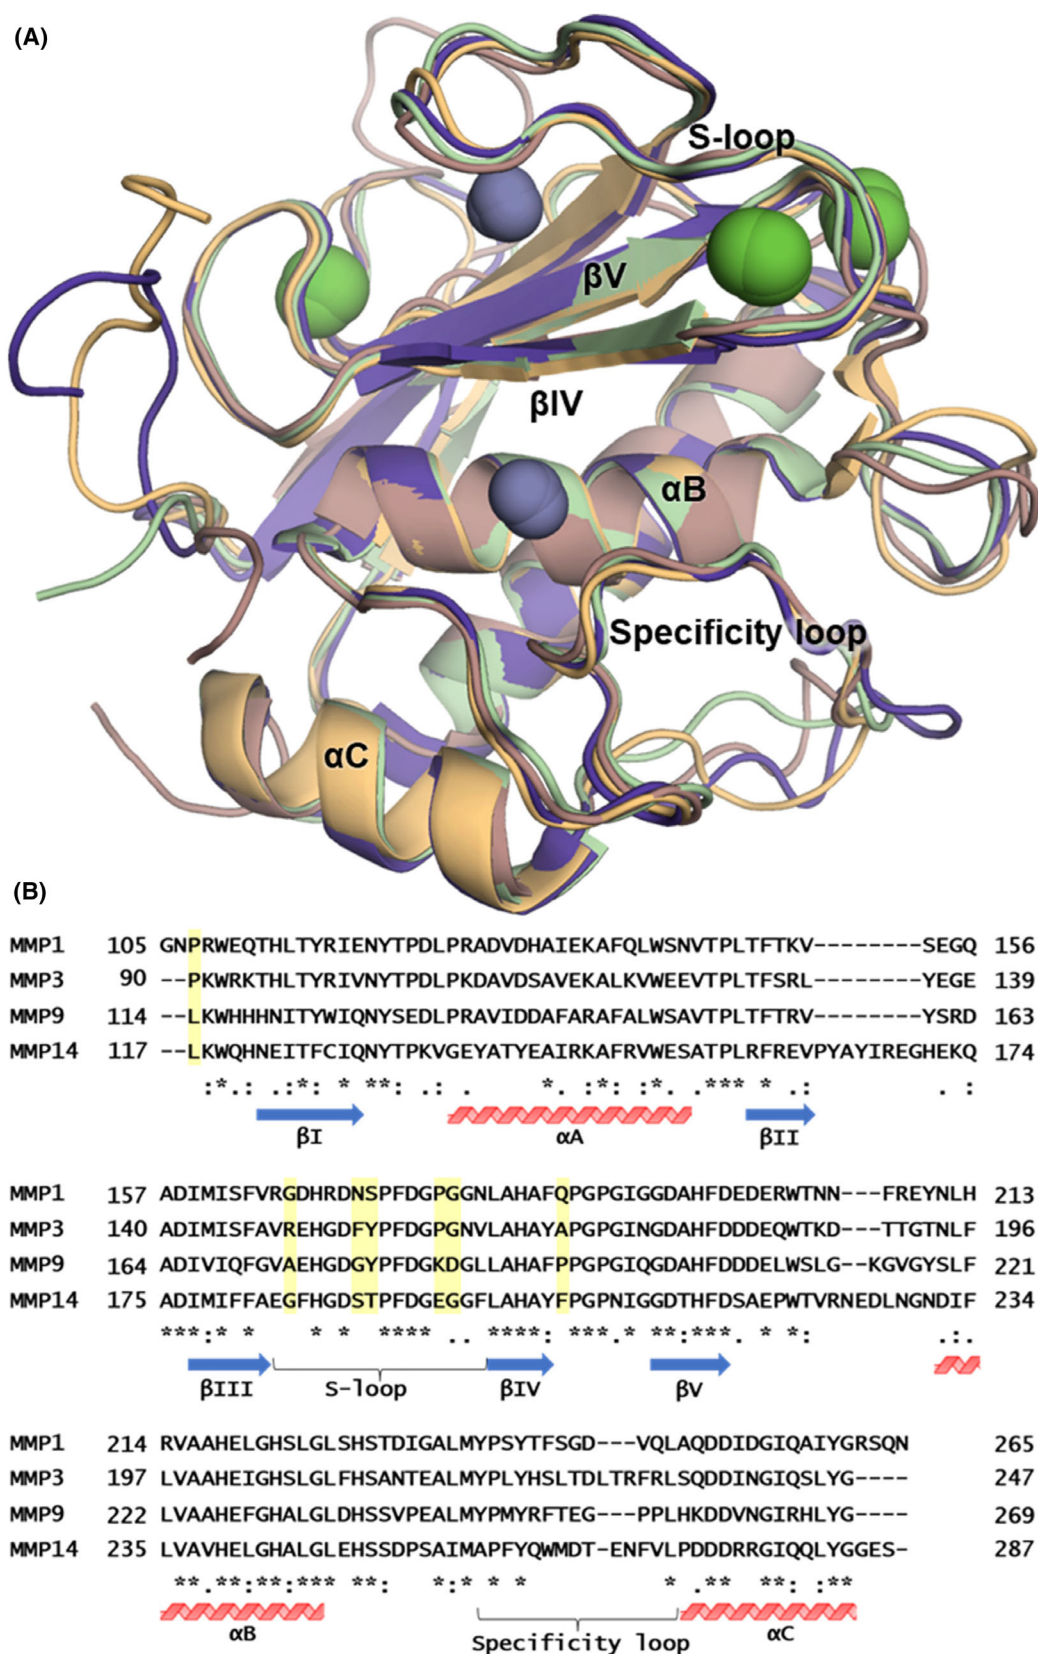 (A)
S-loop
βV
βIV
αB
Specificity loop
αC
(B)
MMP1 105 GNPRWEQTHLTYRIENYTPDLPRADVDHAIEKAFQLWSNVTPLTFTKV--------SEGQ 156
MMP3 90 --PKWRKTHLTYRIVNYTPDLPKDAVDSAVEKALKVWEEVTPLTFSRL--------YEGE 139
MMP9 114 --LKWHHHNITYWIQNYSEDLPRAVIDDAFARAFALWSAVTPLTFTRV--------YSRD 163
MMP14 117 --LKWQHNEITFCIQNYTPKVGEYATYEAIRKAFRVWESATPLRFREVPYAYIREGHEKQ 174
:*.: .:*: * **: .: . *. :*: *. .*** * .: . :
βI αA βII
MMP1 157 ADIMISFVRGDHRDNSPFDGPGGNLAHAFQPGPGIGGDAHFDEDERWTNN---FREYNLH 213
MMP3 140 ADIMISFAVREHGDFYPFDGPGNVLAHAYAPGPGINGDAHFDDDEQWTKD---TTGTNLF 196
MMP9 164 ADIVIQFGVAEHGDGYPFDGKDGLLAHAFPPGPGIQGDAHFDDDELWSLG--KGVGYSLF 221
MMP14 175 ADIMIFFAEGFHGDSTPFDGEGGFLAHAYFPGPNIGGDTHFDSAEPWTVRNEDLNGNDIF 234
***:* * * * **** .. ****: ***.* **:***. * *: .:.
βIII S-loop βIV βV
MMP1 214 RVAAHELGHSLGLSHSTDIGALMYPSYTFSGD---VQLAQDDIDGIQAIYGRSQN 265
MMP3 197 LVAAHEIGHSLGLFHSANTEALMYPLYHSLTDLTRFRLSQDDINGIQSLYG---- 247
MMP9 222 LVAAHEFGHALGLDHSSVPEALMYPMYRFTEG---PPLHKDDVNGIRHLYG---- 269
MMP14 235 LVAVHELGHALGLEHSSDPSAIMAPFYQWMDT-ENFVLPDDDRRGIQQLYGGES- 287
**.**:**:*** **: *:* * * * .** **: :**
αB Specificity loop αC